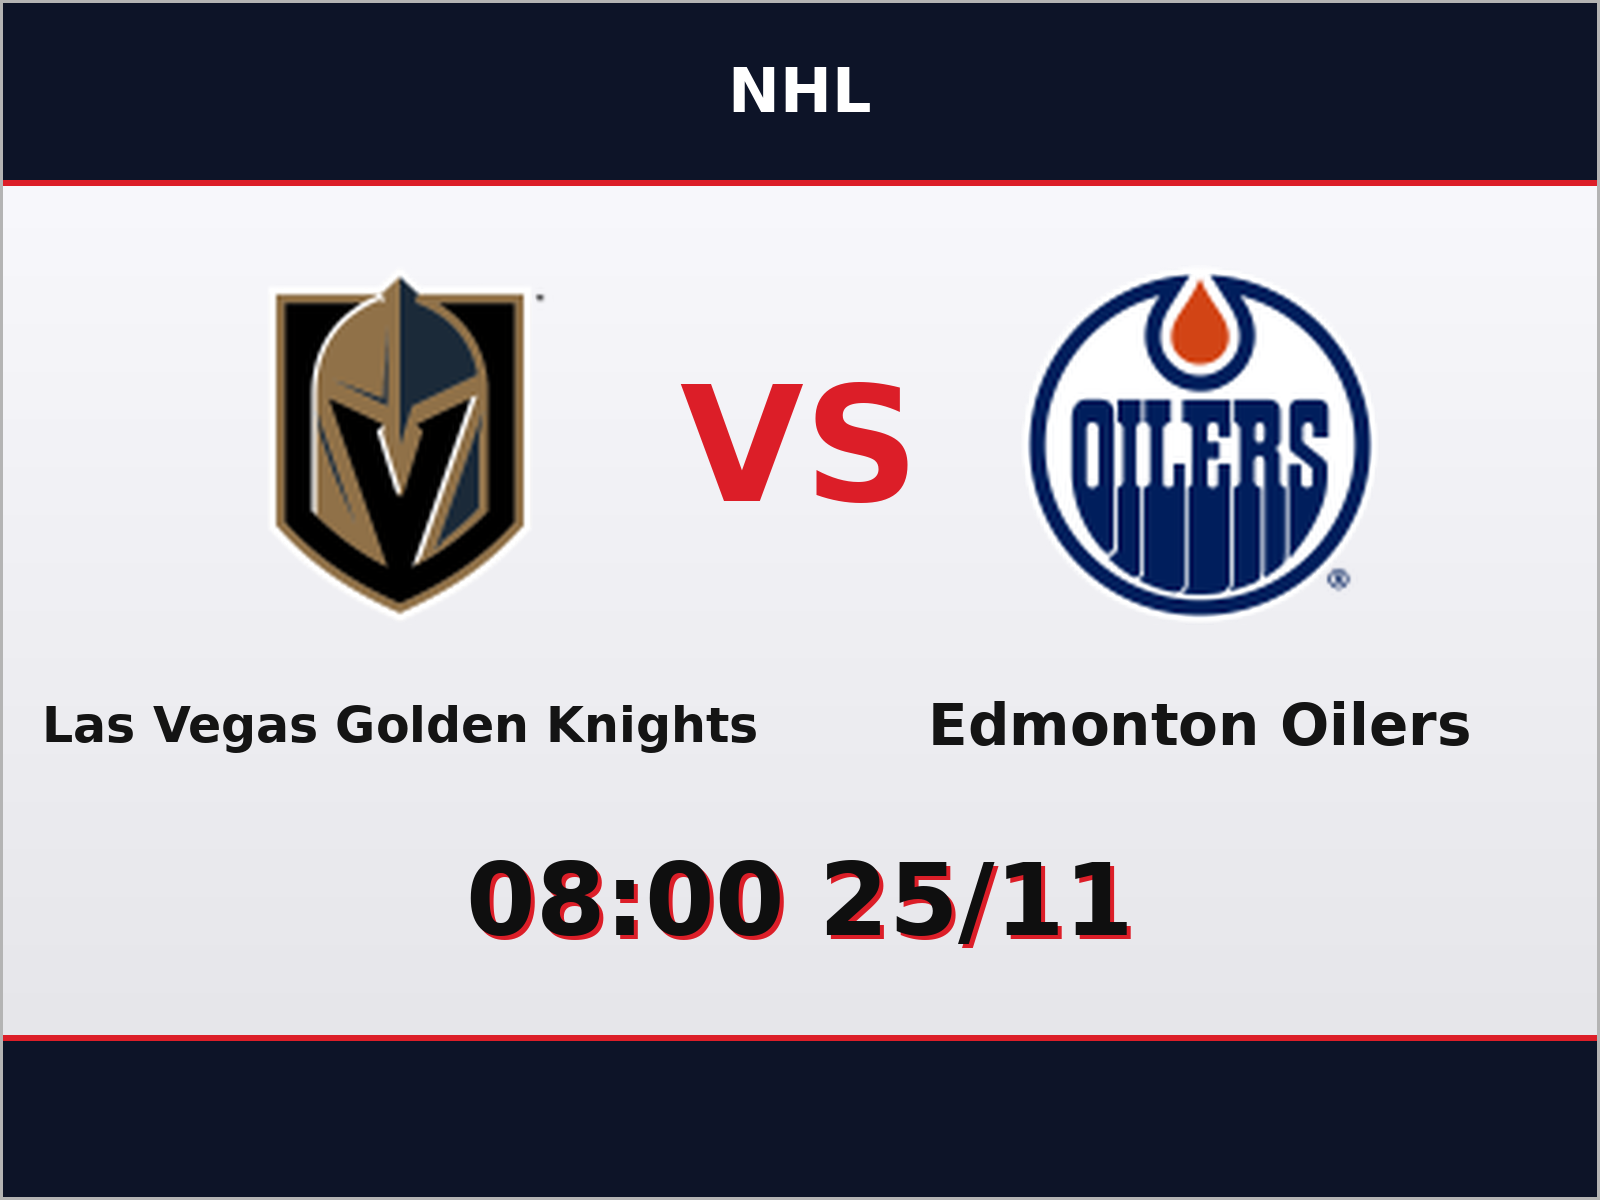 NHL
VS
OILERS
®
Las Vegas Golden Knights
Edmonton Oilers
08:00 25/11